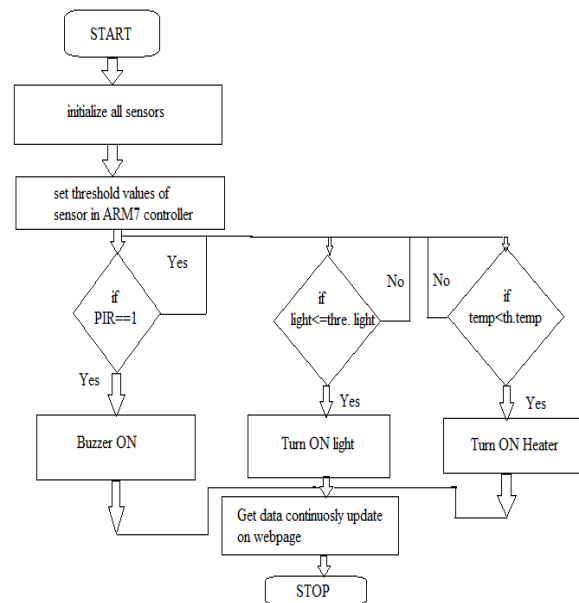 START
initialize all sensors
set threshold values of
sensor in ARM7 controller
Yes
if
PIR==1
Yes
if
light<=thre. light
No
Yes
No
if
temp<th.temp
Yes
Buzzer ON
Turn ON light
Turn ON Heater
Get data continuosly update
on webpage
STOP